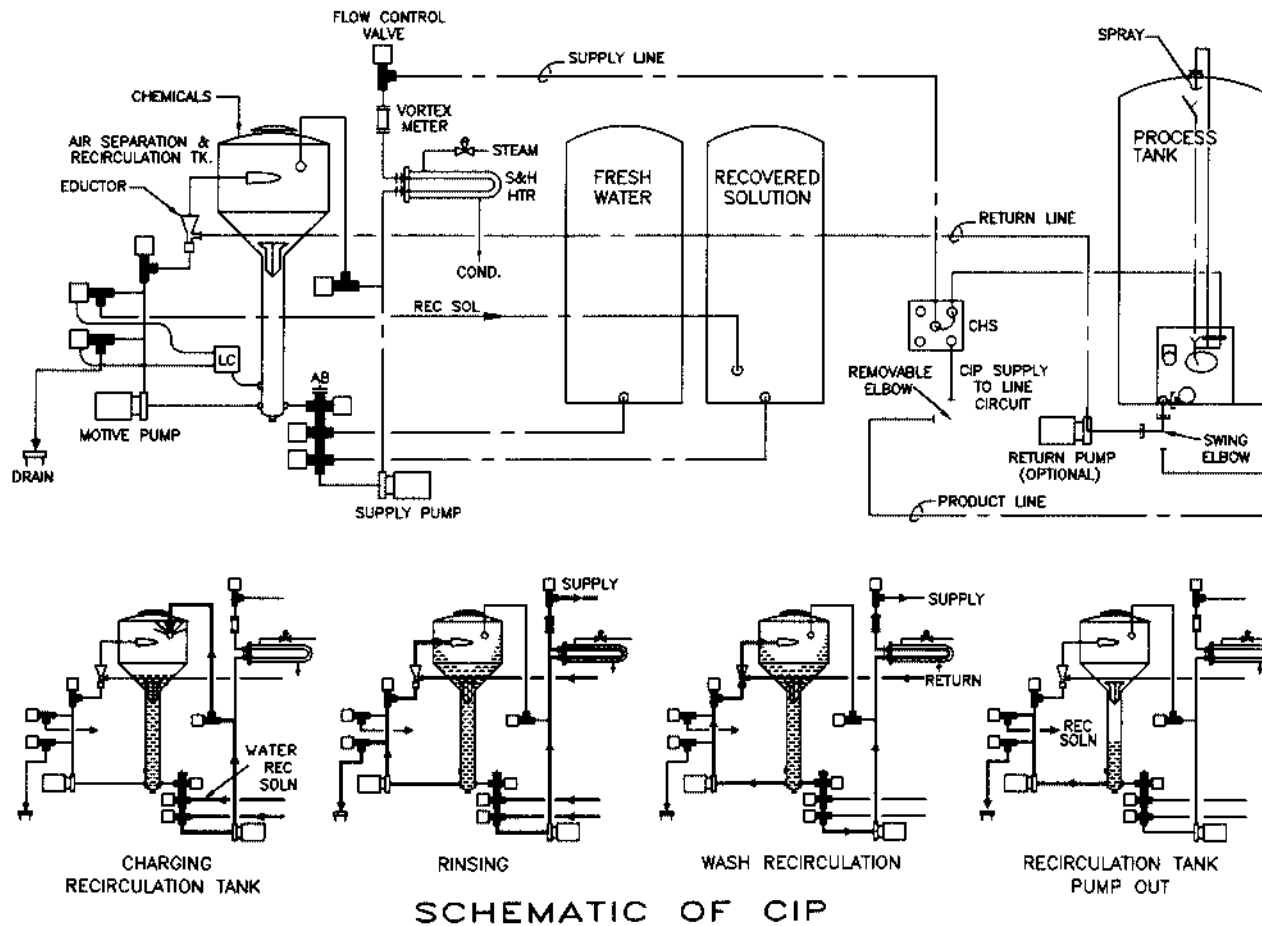 FLOW CONTROL
VALVE
SUPPLY LINE
SPRAY
CHEMICALS
VORTEX
METER
AIR SEPARATION &
RECIRCULATION TK.
STEAM
PROCESS
TANK
EDUCTOR
S&H
HTR
FRESH
WATER
RECOVERED
SOLUTION
RETURN LINE
COND.
REC SOL
CHS
LC
REMOVABLE
ELBOW
CIP SUPPLY
TO LINE
CIRCUIT
AB
MOTIVE PUMP
DRAIN
SUPPLY PUMP
RETURN PUMP
(OPTIONAL)
SWING
ELBOW
PRODUCT LINE
WATER
REC
SOLN
CHARGING
RECIRCULATION TANK
SUPPLY
RINSING
SUPPLY
RETURN
WASH RECIRCULATION
REC
SOLN
RECIRCULATION TANK
PUMP OUT
SCHEMATIC OF CIP